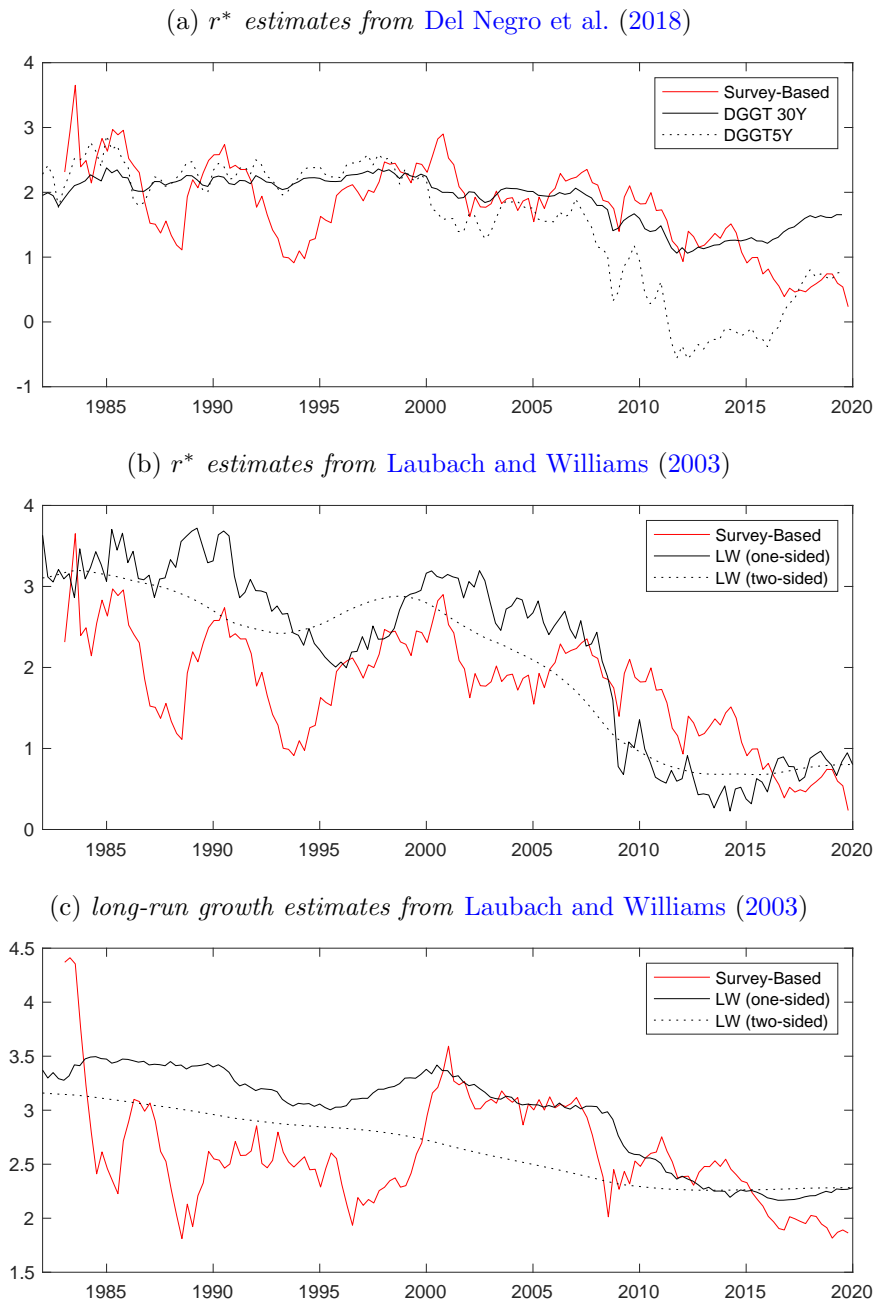 (a) r* estimates from Del Negro et al. (2018)
4
3
2
1
0
-1
Survey-Based
DGGT 30Y
DGGT5Y
1985 1990 1995 2000 2005 2010 2015 2020
(b) r* estimates from Laubach and Williams (2003)
4
3
2
1
0
Survey-Based
LW (one-sided)
LW (two-sided)
1985 1990 1995 2000 2005 2010 2015 2020
(c) long-run growth estimates from Laubach and Williams (2003)
4.5
4
3.5
3
2.5
2
1.5
Survey-Based
LW (one-sided)
LW (two-sided)
1985 1990 1995 2000 2005 2010 2015 2020